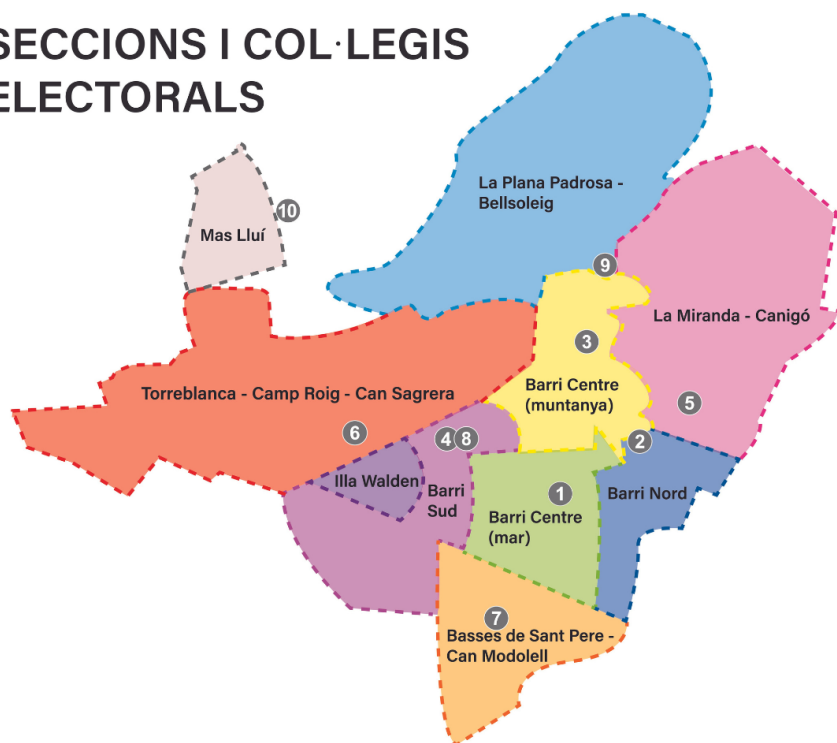 SECCIONS I COL·LEGIS
ELECTORALS
La Plana Padrosa -
Bellsoleig
10
Mas Lluí
9
La Miranda - Canigó
3
Barri Centre
(muntanya)
Torreblanca - Camp Roig - Can Sagrera
5
6
4
8
2
Illa Walden
Barri
Sud
1
Barri Centre
(mar)
Barri Nord
7
Basses de Sant Pere -
Can Modolell